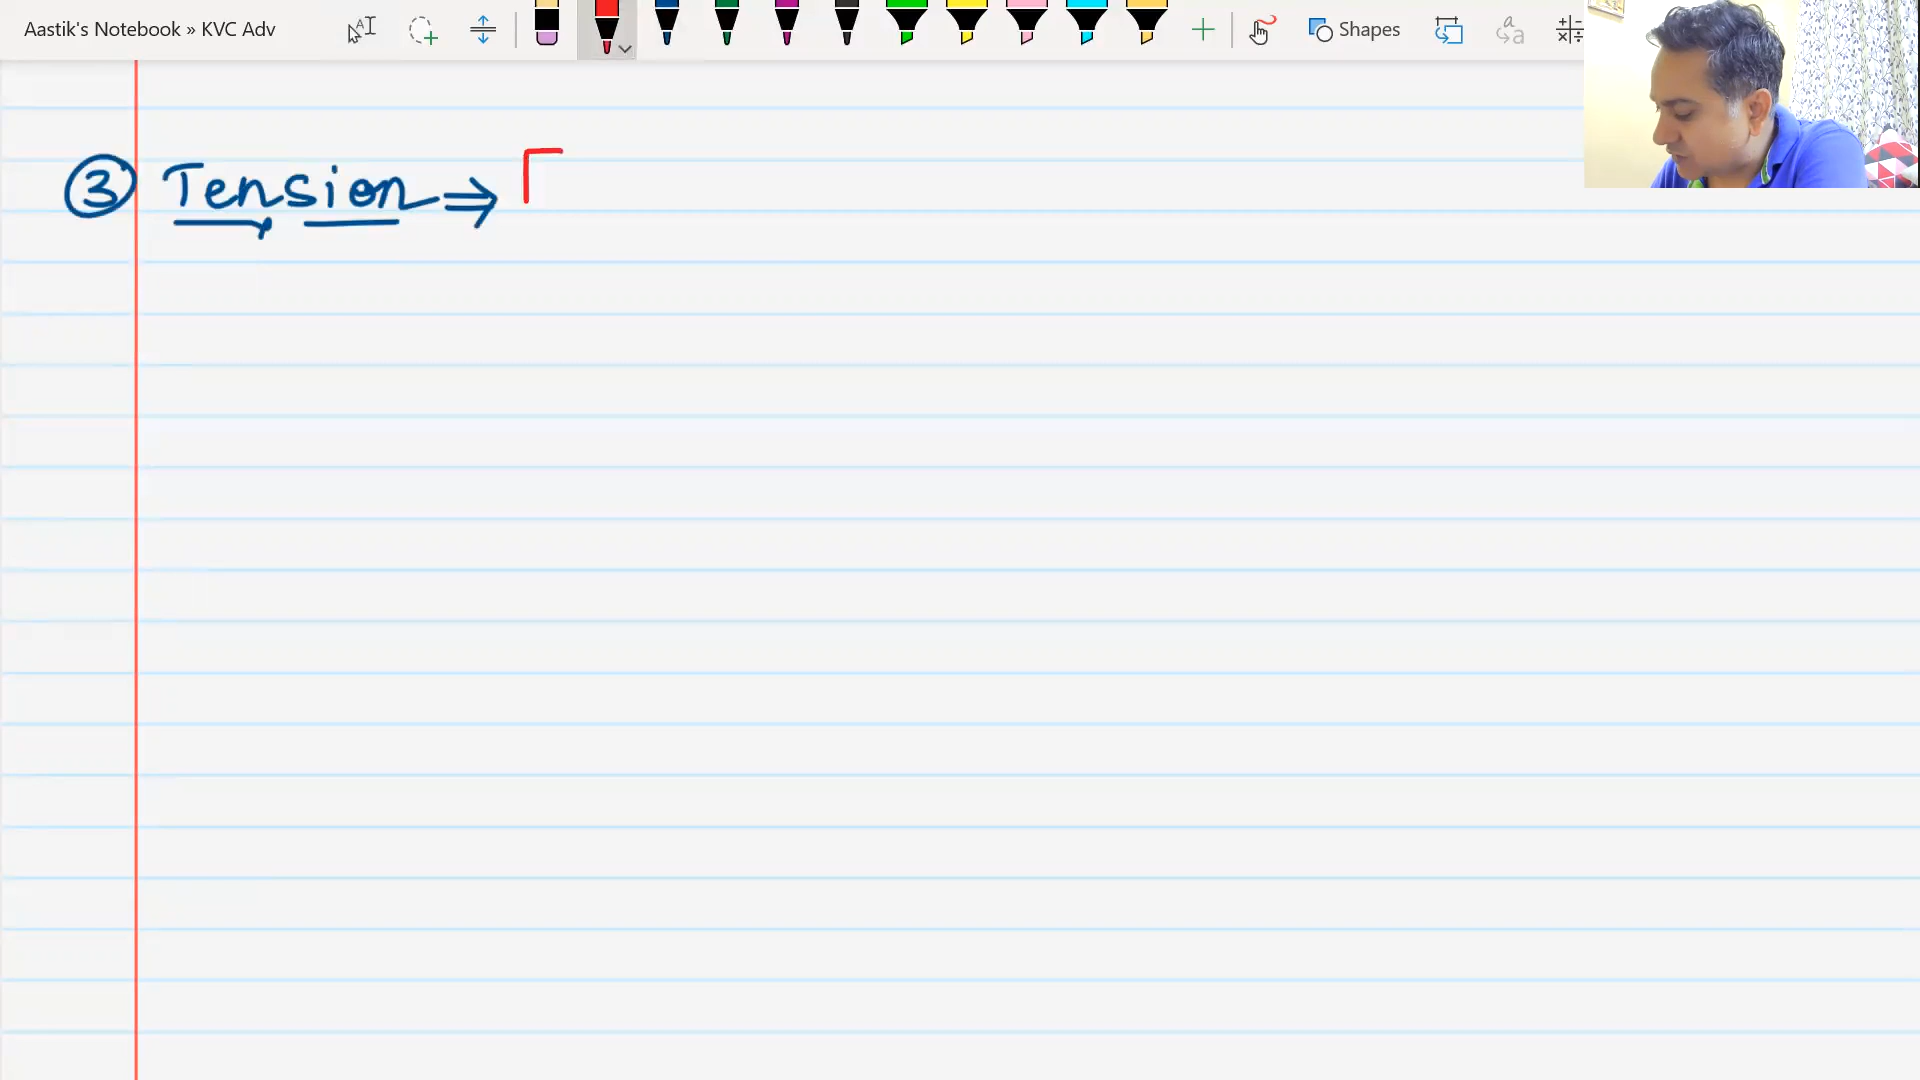 Aastik's Notebook » KVC Adv
Shapes
③ Tension ⇒